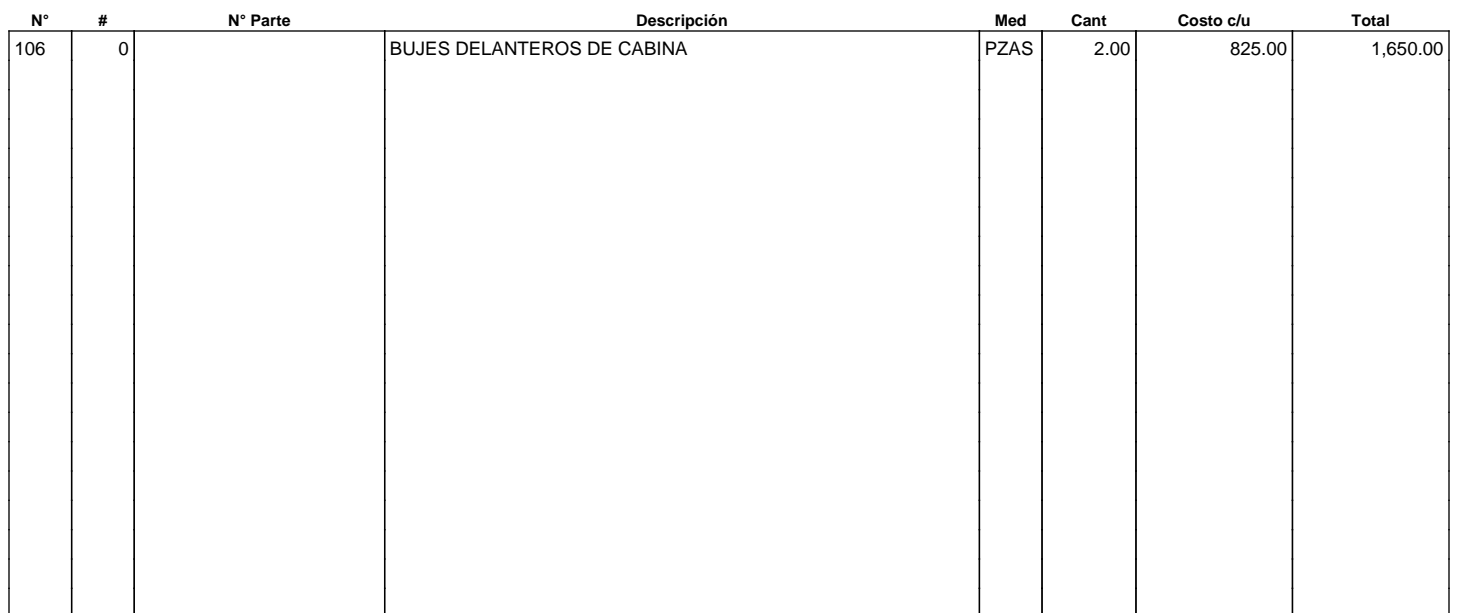 N° # N° Parte Descripción Med Cant Costo c/u Total
106 0 BUJES DELANTEROS DE CABINA PZAS 2.00 825.00 1,650.00